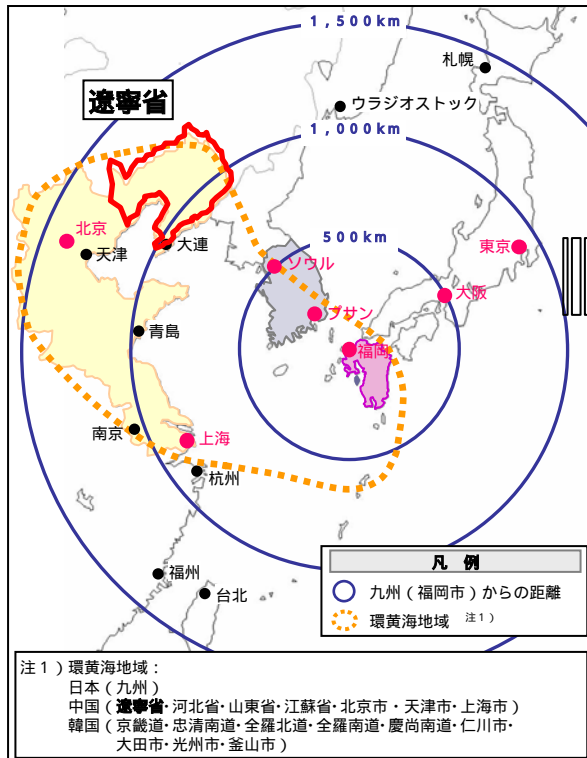 1,500km
札幌
遼寧省
ウラジオストック
1,000km
北京
天津
大連
500km
ソウル
東京
大阪
プサン
青島
福岡
南京
上海
杭州
凡 例
福州
九州（福岡市）からの距離
台北
環黄海地域 注１）
注１）環黄海地域：
日本（九州）
中国（遼寧省・河北省・山東省・江蘇省・北京市・天津市・上海市）
韓国（京畿道・忠清南道・全羅北道・全羅南道・慶尚南道・仁川市・
大田市・光州市・釜山市）